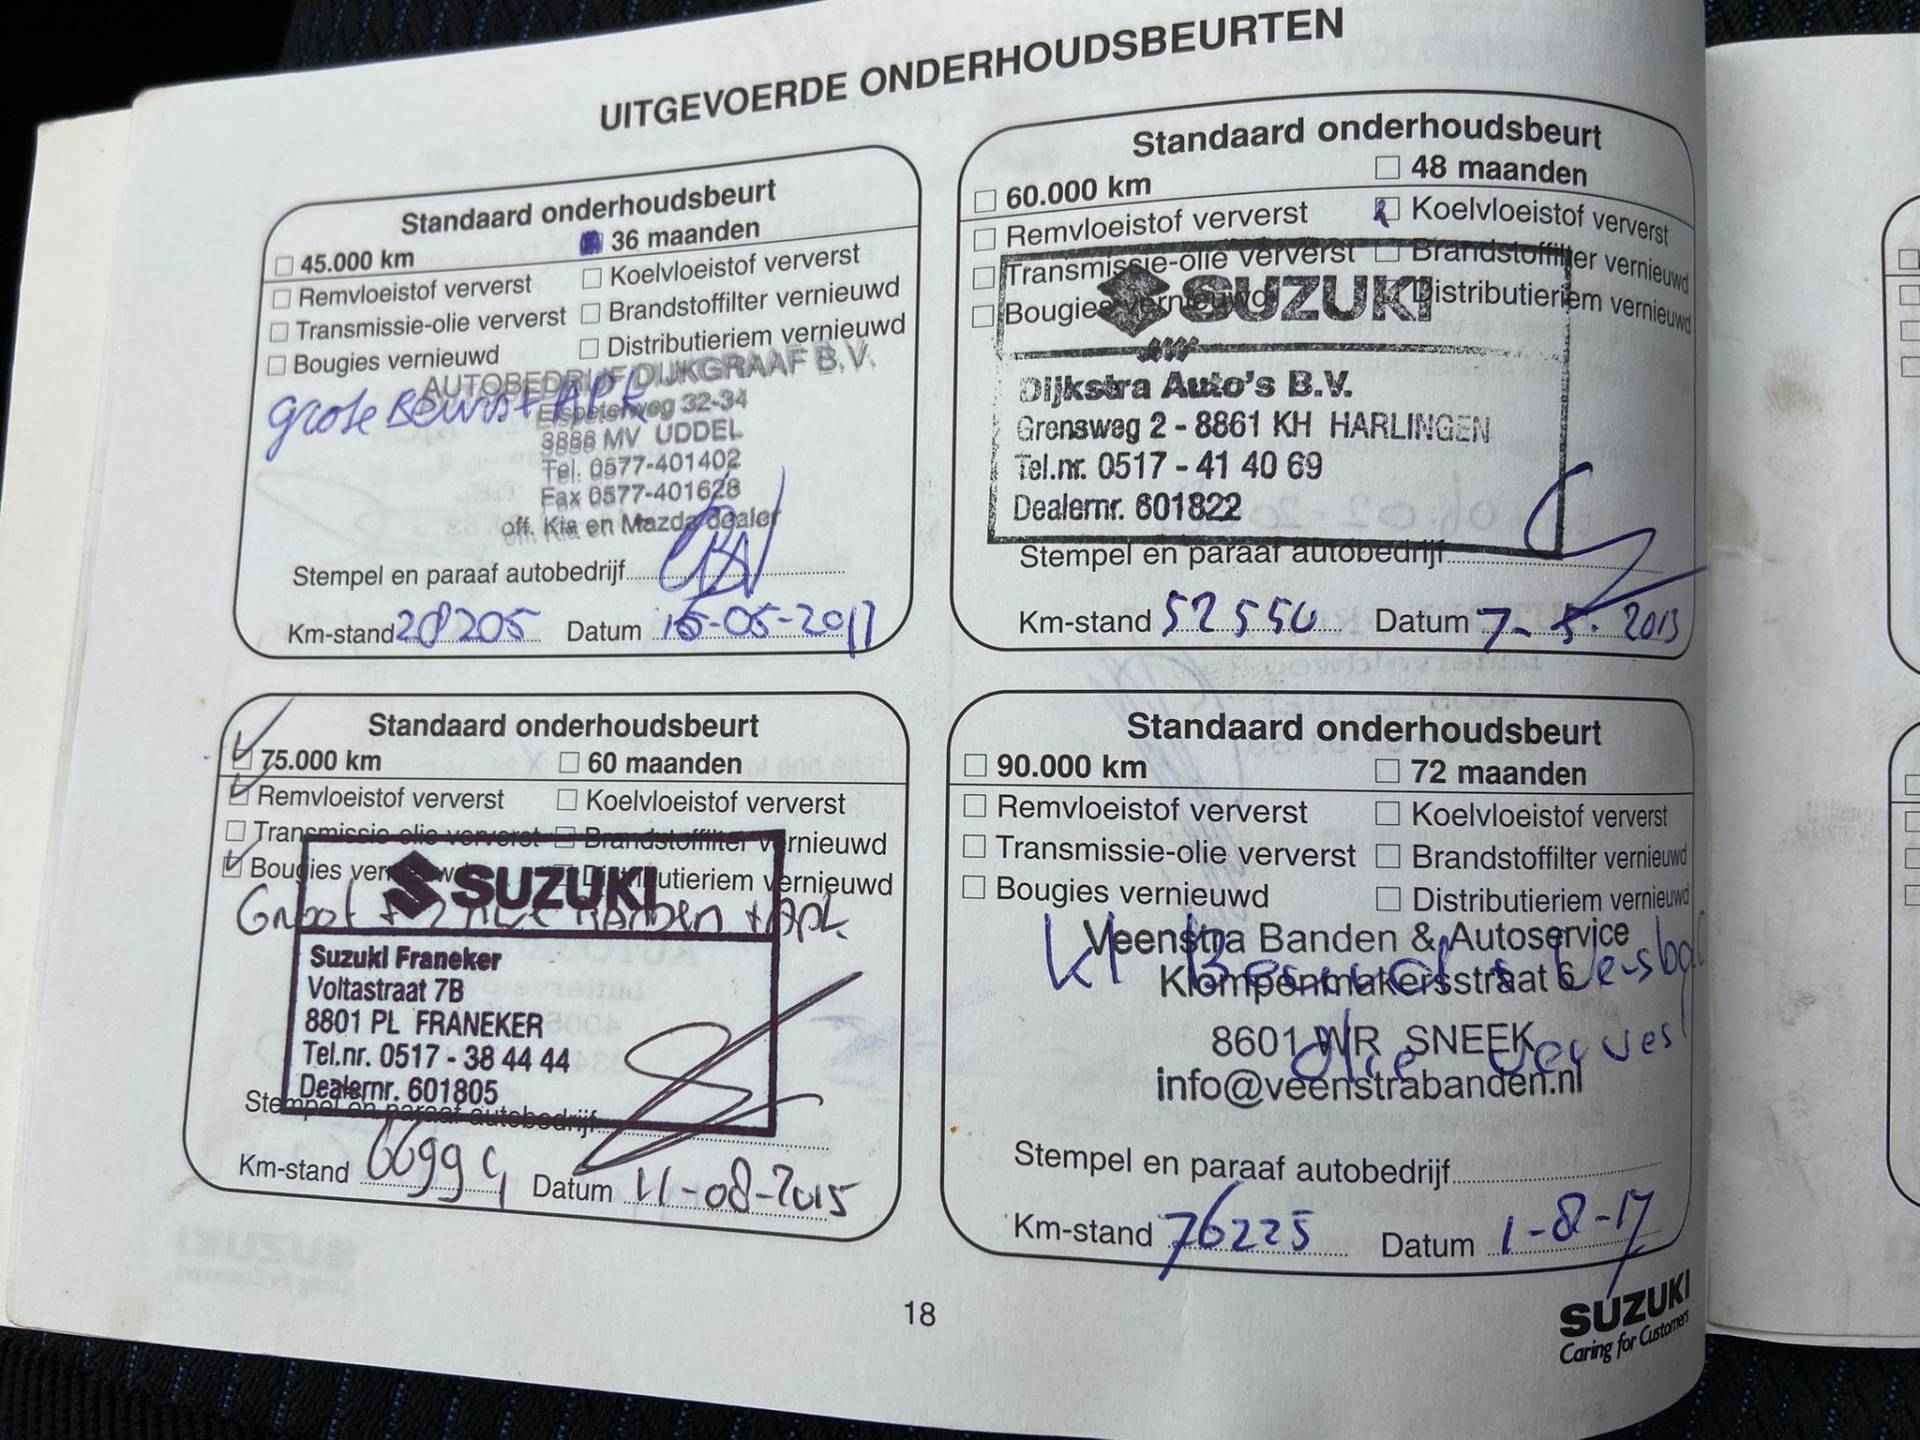 UITGEVOERDE ONDERHOUDSBEURTEN
Standaard onderhoudsbeurt
45.000 km 36 maanden
Remvloeistof ververst Koelvloeistof ververst
Transmissie-olie ververst Brandstoffilter vernieuwd
Bougies vernieuwd Distributieriem vernieuwd
AUTOBEDRIJF DIJKGRAAF B.V.
grote Beurt + APK
Elspeterweg 32-34
3888 MV UDDEL
Tel. 0577-401402
Fax 0577-401628
off. Kia en Mazda dealer
Stempel en paraaf autobedrijf
Km-stand 28205 Datum 16-05-2011
Standaard onderhoudsbeurt
60.000 km 48 maanden
Remvloeistof ververst Koelvloeistof ververst
Transmissie-olie ververst Brandstoffilter vernieuwd
Bougies vernieuwd Distributieriem vernieuwd
SUZUKI
Dijkstra Auto's B.V.
Grensweg 2 - 8861 KH HARLINGEN
Tel.nr. 0517 - 41 40 69
Dealernr. 601822
Stempel en paraaf autobedrijf
Km-stand 52550 Datum 7-5-2013
Standaard onderhoudsbeurt
75.000 km 60 maanden
Remvloeistof ververst Koelvloeistof ververst
Transmissie-olie ververst Brandstoffilter vernieuwd
Bougies vernieuwd Distributieriem vernieuwd
SUZUKI
Groot + 2 nwe Banden + Apk
Suzuki Franeker
Voltastraat 7B
8801 PL FRANEKER
Tel.nr. 0517 - 38 44 44
Dealernr. 601805
Stempel en paraaf autobedrijf
Km-stand Datum 11-08-2015
Standaard onderhoudsbeurt
90.000 km 72 maanden
Remvloeistof ververst Koelvloeistof ververst
Transmissie-olie ververst Brandstoffilter vernieuwd
Bougies vernieuwd Distributieriem vernieuwd
Veenstra Banden & Autoservice
kl Beurt Versbak
Klompenmakersstraat 6
8601 WR SNEEK
olie ververst
info@veenstrabanden.nl
Stempel en paraaf autobedrijf
Km-stand 76225 Datum 1-8-17
18
SUZUKI
Caring for Customers